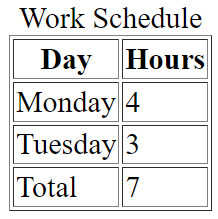 Work Schedule
Day Hours
Monday 4
Tuesday 3
Total 7